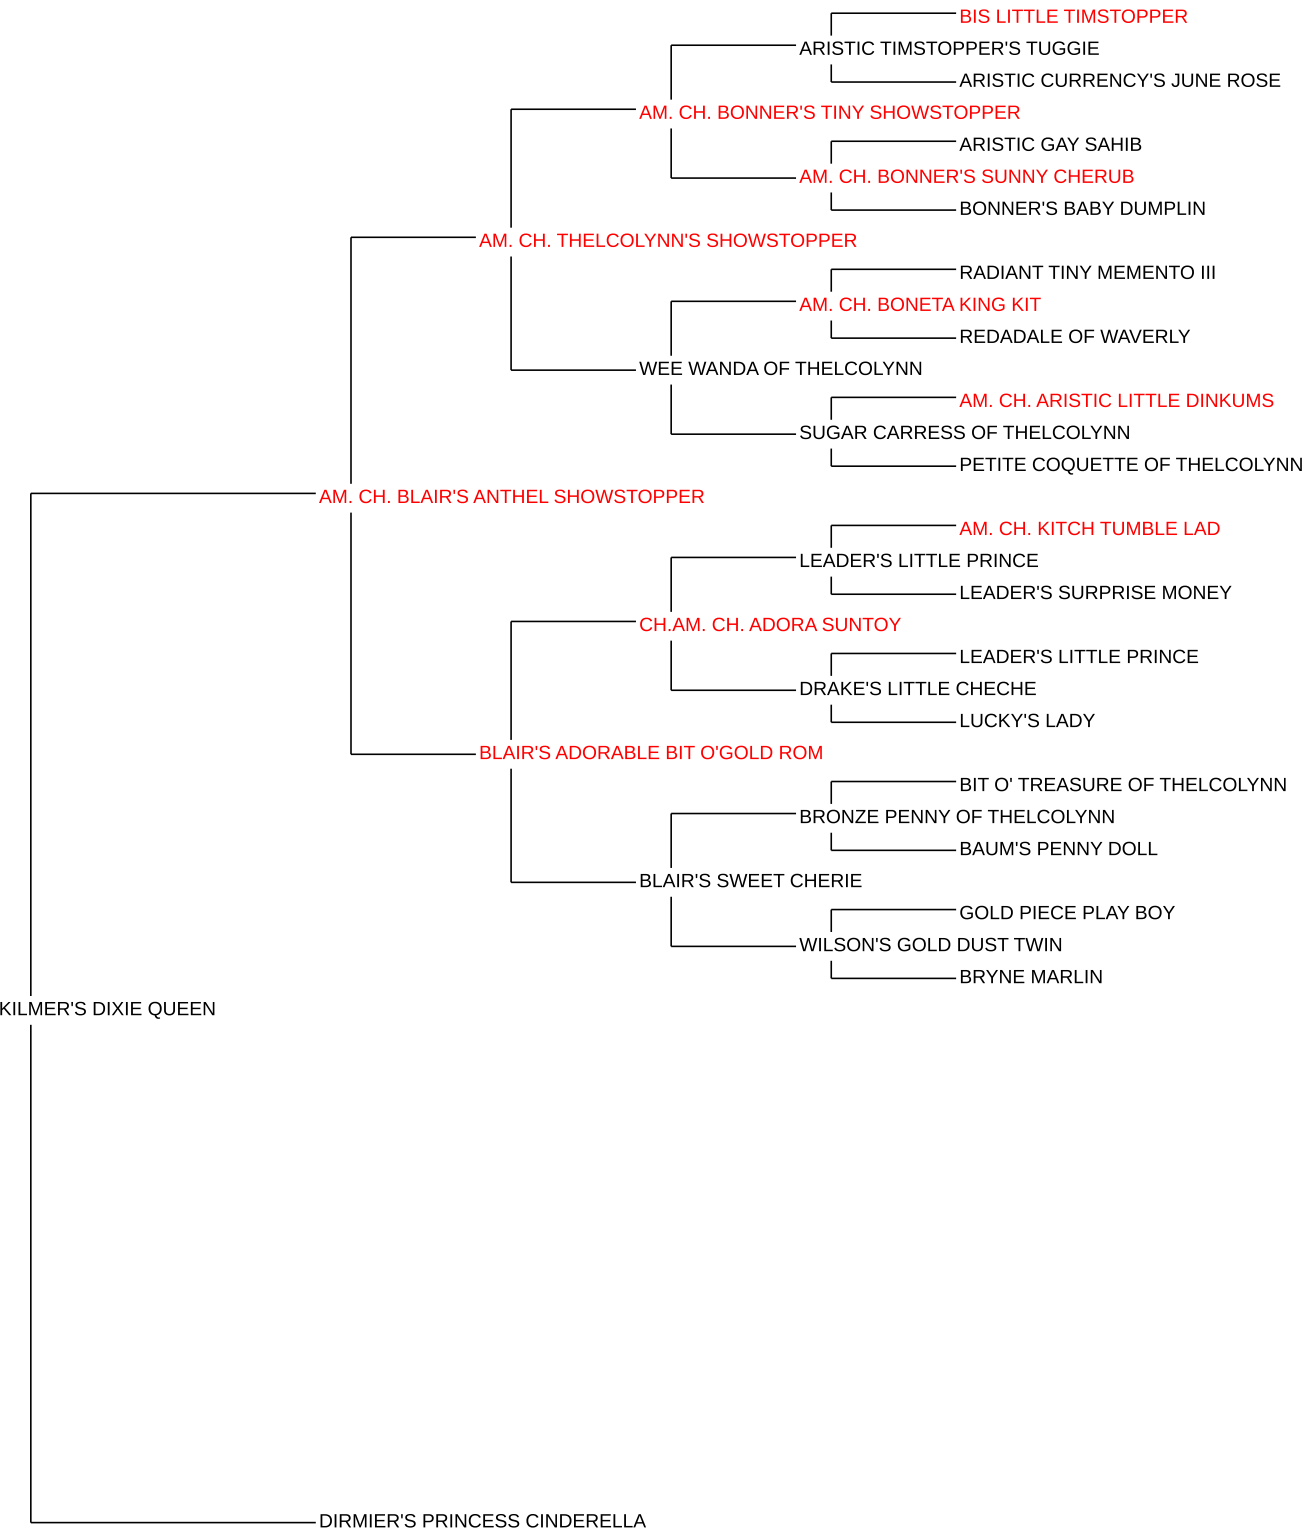 BIS LITTLE TIMSTOPPER
ARISTIC TIMSTOPPER'S TUGGIE
ARISTIC CURRENCY'S JUNE ROSE
AM. CH. BONNER'S TINY SHOWSTOPPER
ARISTIC GAY SAHIB
AM. CH. BONNER'S SUNNY CHERUB
BONNER'S BABY DUMPLIN
AM. CH. THELCOLYNN'S SHOWSTOPPER
RADIANT TINY MEMENTO III
AM. CH. BONETA KING KIT
REDADALE OF WAVERLY
WEE WANDA OF THELCOLYNN
AM. CH. ARISTIC LITTLE DINKUMS
SUGAR CARRESS OF THELCOLYNN
PETITE COQUETTE OF THELCOLYNN
AM. CH. BLAIR'S ANTHEL SHOWSTOPPER
AM. CH. KITCH TUMBLE LAD
LEADER'S LITTLE PRINCE
LEADER'S SURPRISE MONEY
CH.AM. CH. ADORA SUNTOY
LEADER'S LITTLE PRINCE
DRAKE'S LITTLE CHECHE
LUCKY'S LADY
BLAIR'S ADORABLE BIT O'GOLD ROM
BIT O' TREASURE OF THELCOLYNN
BRONZE PENNY OF THELCOLYNN
BAUM'S PENNY DOLL
BLAIR'S SWEET CHERIE
GOLD PIECE PLAY BOY
WILSON'S GOLD DUST TWIN
BRYNE MARLIN
KILMER'S DIXIE QUEEN
DIRMIER'S PRINCESS CINDERELLA